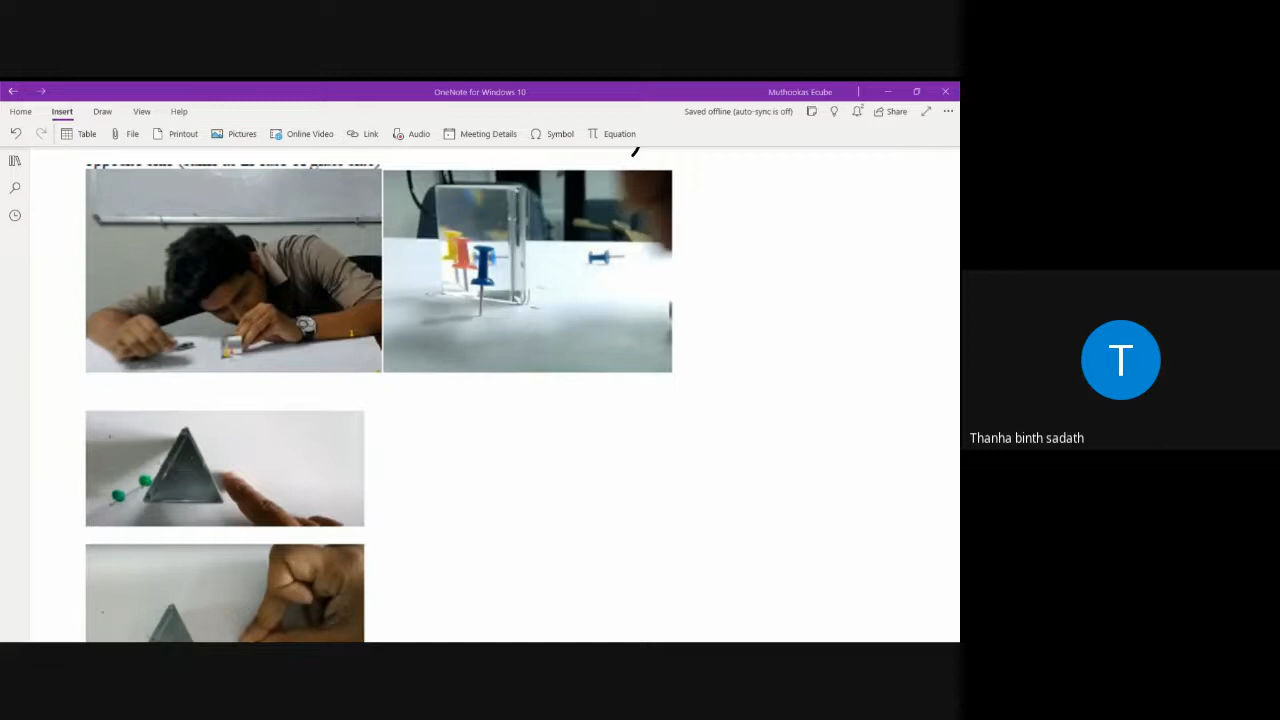 OneNote for Windows 10
Muthookas Ecube
Home
Insert
Draw
View
Help
Saved offline (auto-sync is off)
Share
Table
File
Printout
Pictures
Online Video
Link
Audio
Meeting Details
Symbol
Equation
T
Thanha binth sadath